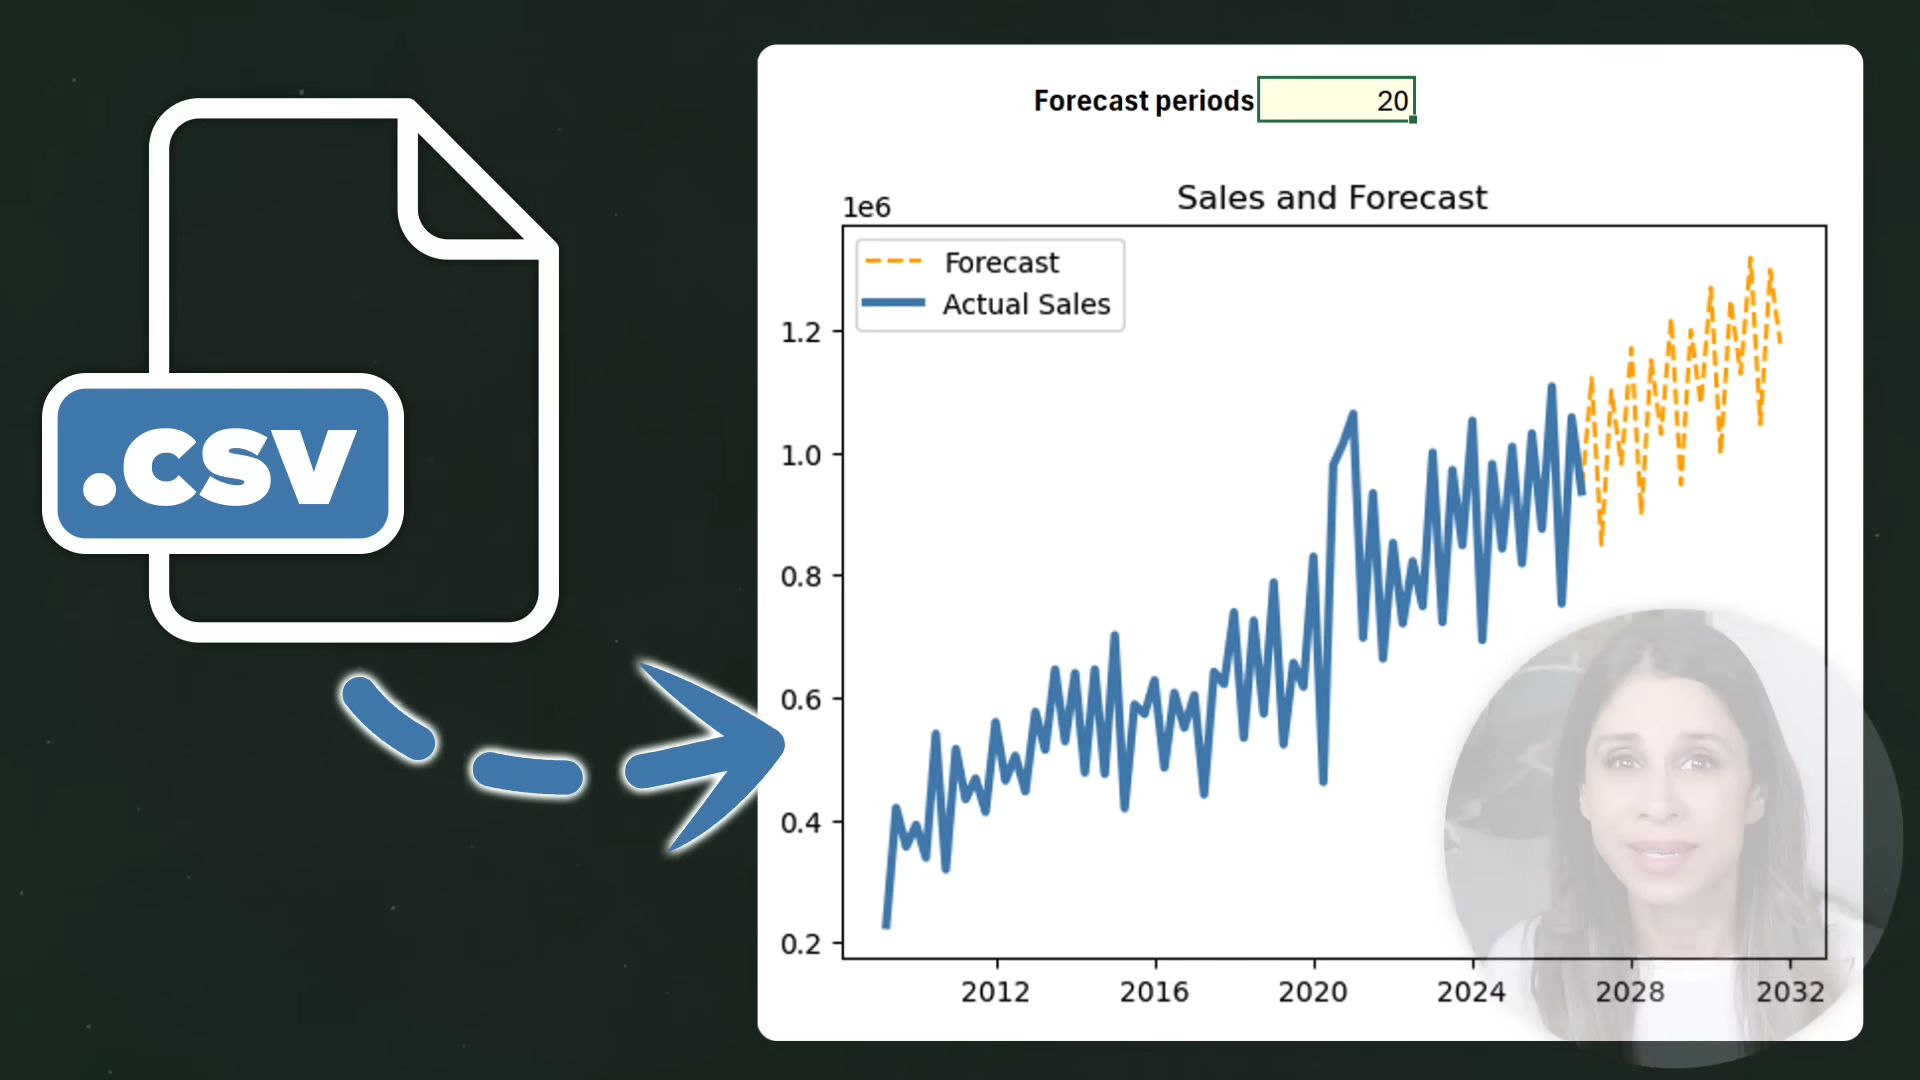 .CSV
Forecast periods 20
Sales and Forecast
1e6
Forecast
Actual Sales
1.2
1.0
0.8
0.6
0.4
0.2
2012 2016 2020 2024 2028 2032